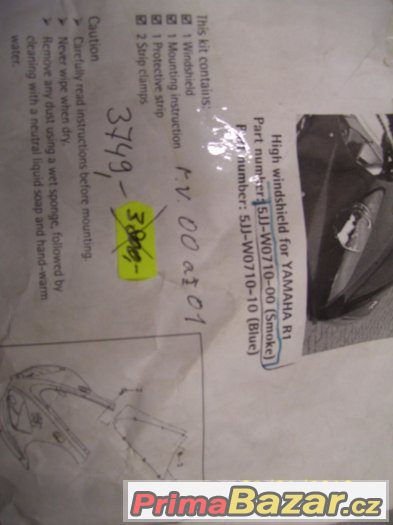 High windshield for YAMAHA R1
Part number: 5JJ-W0710-00 (Smoke)
Part number: 5JJ-W0710-10 (Blue)
r.v. 00 až 01
This kit contains:
1 Windshield
1 Mounting instruction
1 Protective strip
2 Strip clamps
3749,-
Caution
Carefully read instructions before mounting.
Never wipe when dry.
Remove any dust using a wet sponge, followed by
cleaning with a neutral liquid soap and hand-warm
water.
PrimaBazar.cz